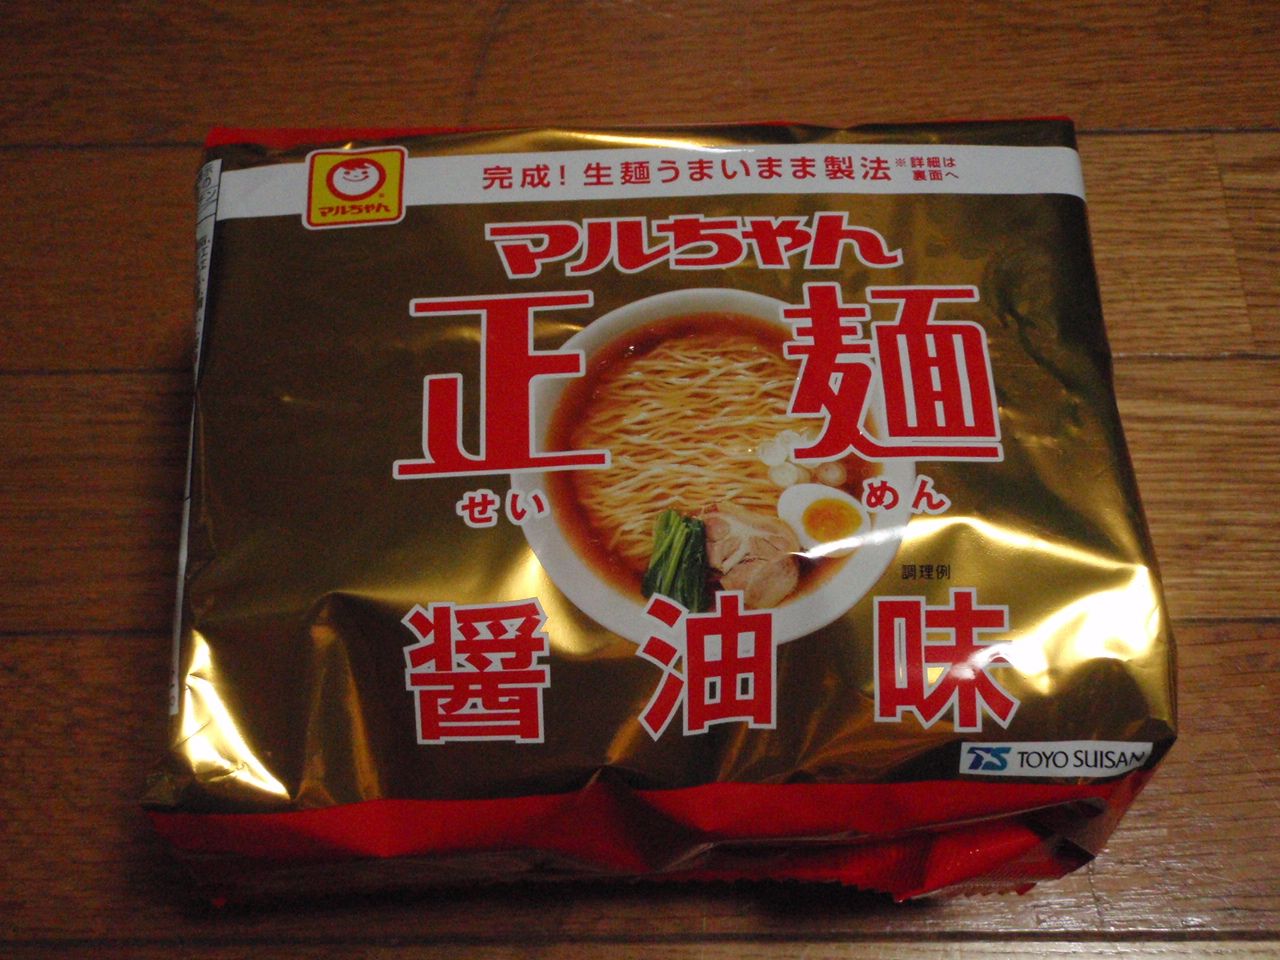 完成！生麺うまいまま製法※詳細は
裏面へ
マルちゃん
マルちゃん
正麺
せいめん
調理例
醤油味
TS TOYO SUISAN